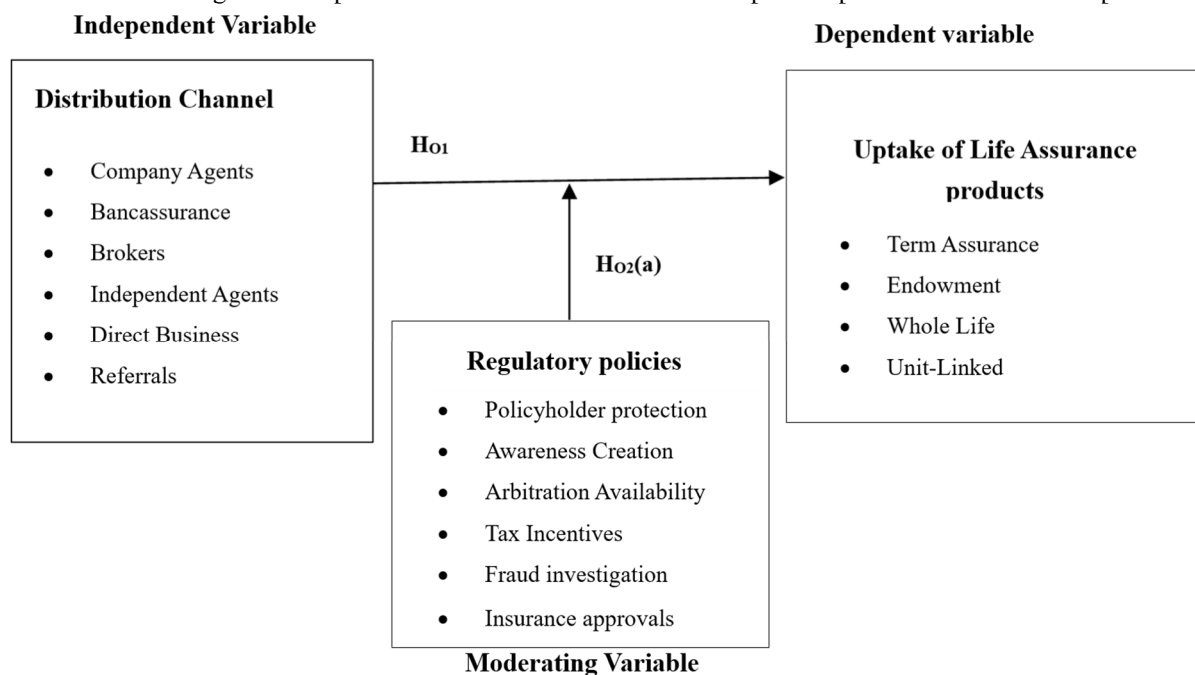 Independent Variable
Distribution Channel
• Company Agents
• Bancassurance
• Brokers
• Independent Agents
• Direct Business
• Referrals
HO1
HO2(a)
Dependent variable
Uptake of Life Assurance
products
• Term Assurance
• Endowment
• Whole Life
• Unit-Linked
Regulatory policies
• Policyholder protection
• Awareness Creation
• Arbitration Availability
• Tax Incentives
• Fraud investigation
• Insurance approvals
Moderating Variable